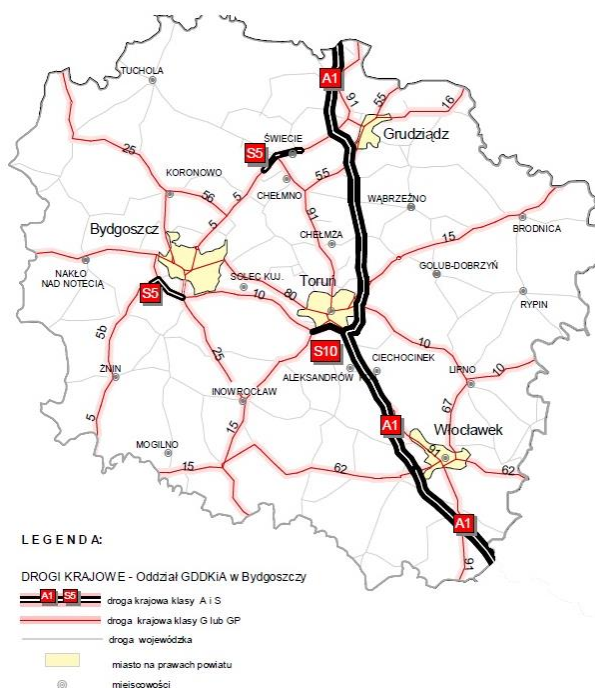 A1
91
55
16
TUCHOLA
Grudziądz
ŚWIECIE
S5
25
KORONOWO
56
5
CHEŁMNO
55
WĄBRZEŹNO
91
5
Bydgoszcz
CHEŁMŻA
15
BRODNICA
NAKŁO
NAD NOTECIĄ
SOLEC KUJ.
Toruń
GOLUB-DOBRZYŃ
S5
10
80
RYPIN
5b
S10
10
25
CIECHOCINEK
ŻNIN
ALEKSANDRÓW K
LIPNO
10
INOWROCŁAW
5
15
A1
67
Włocławek
MOGILNO
91
15
62
62
A1
91
LEGENDA:
DROGI KRAJOWE - Oddział GDDKiA w Bydgoszczy
A1 S5 droga krajowa klasy A i S
droga krajowa klasy G lub GP
droga wojewódzka
miasto na prawach powiatu
miejscowości